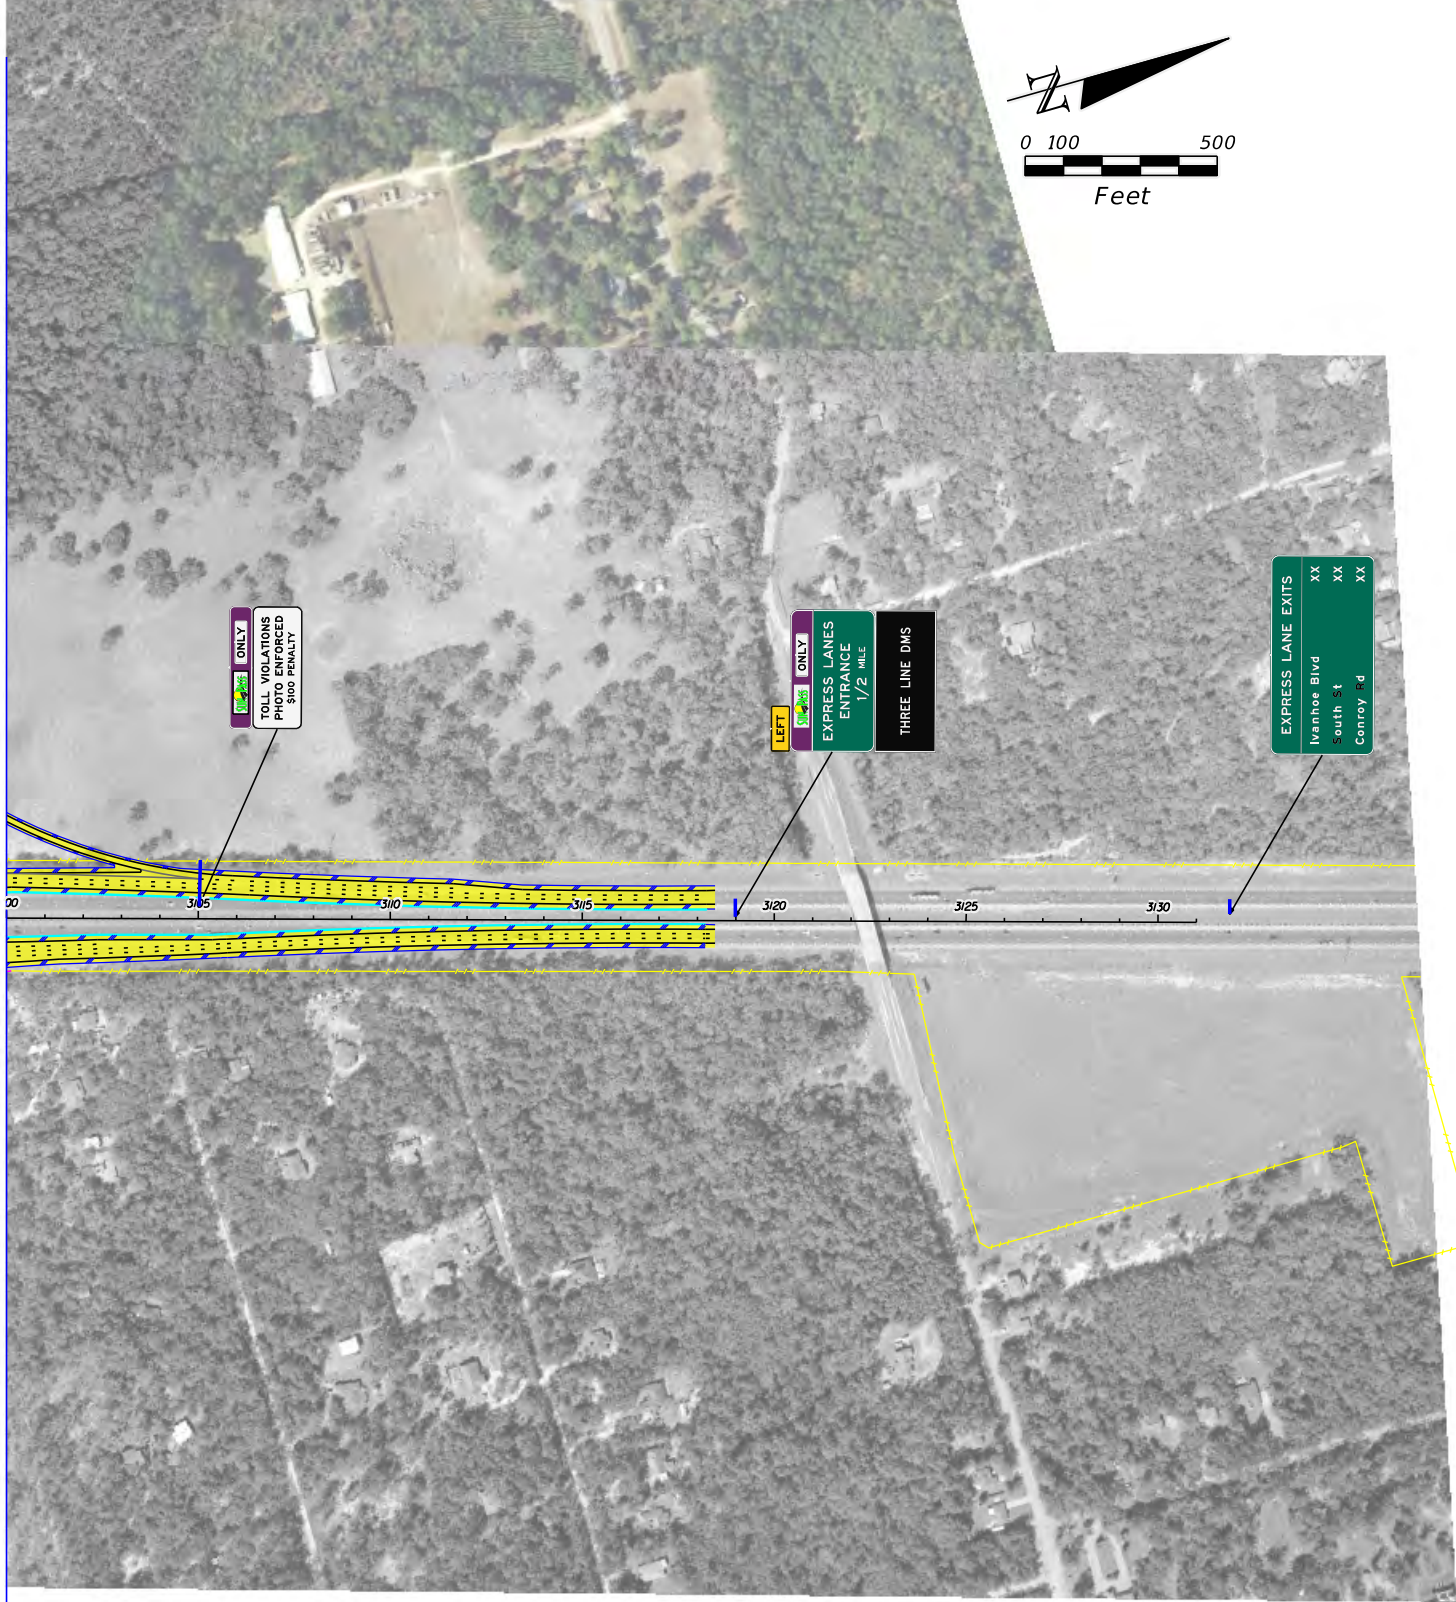 N
0 100 500
Feet
ONLY
TOLL VIOLATIONS
PHOTO ENFORCED
$100 PENALTY
LEFT
ONLY
EXPRESS LANES
ENTRANCE
1/2 MILE
THREE LINE DMS
EXPRESS LANE EXITS
Ivanhoe Blvd XX
South St XX
Conroy Rd XX
00 3105 3110 3115 3120 3125 3130